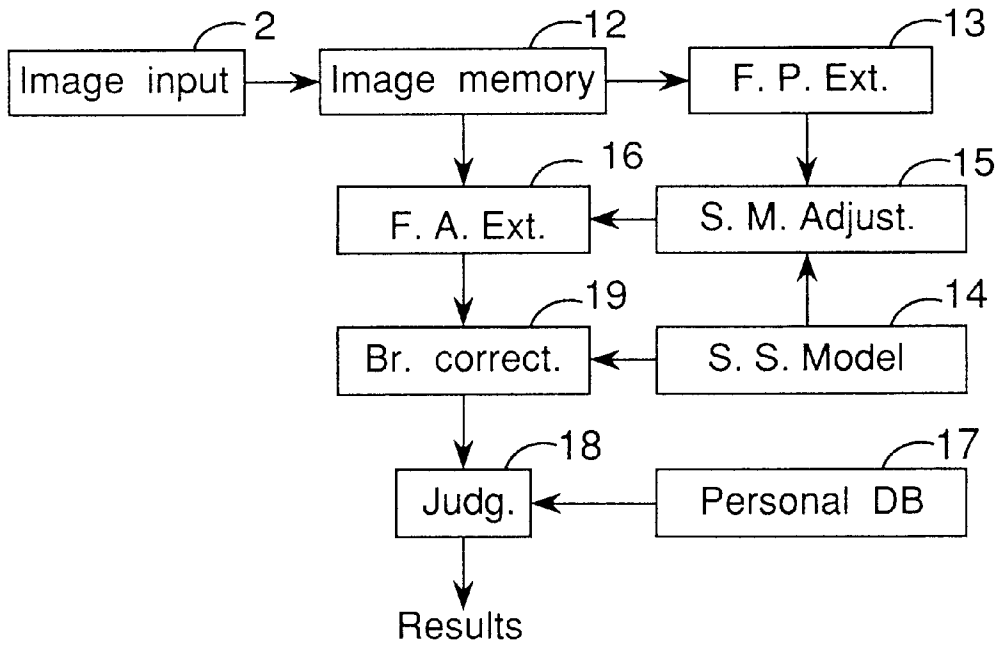 2
12
13
Image input
Image memory
F. P. Ext.
16
15
F. A. Ext.
S. M. Adjust.
19
14
Br. correct.
S. S. Model
18
17
Judg.
Personal DB
Results